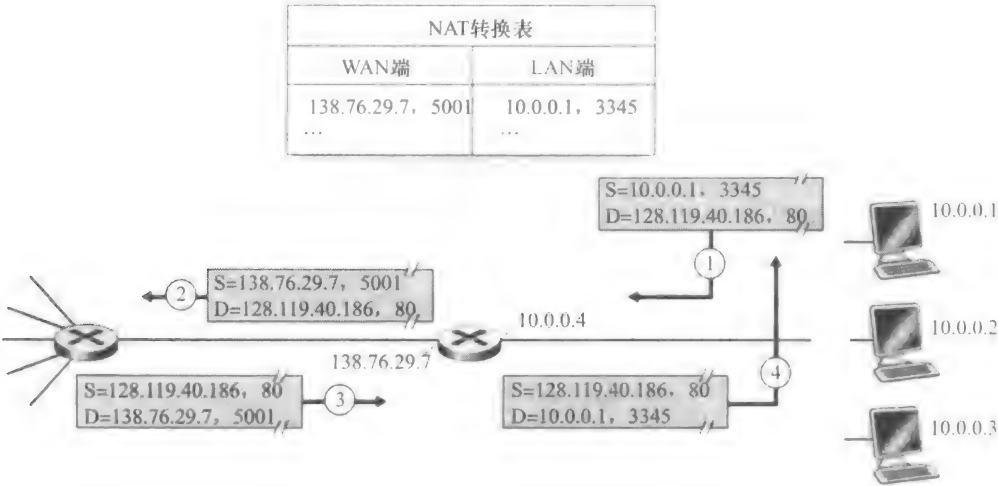 NAT转换表
WAN端 LAN端
138.76.29.7，5001 10.0.0.1，3345
… …
S=10.0.0.1，3345
D=128.119.40.186，80
10.0.0.1
1
2
S=138.76.29.7，5001
D=128.119.40.186，80
10.0.0.4
10.0.0.2
138.76.29.7
4
S=128.119.40.186，80
D=138.76.29.7，5001
3
S=128.119.40.186，80
D=10.0.0.1，3345
10.0.0.3